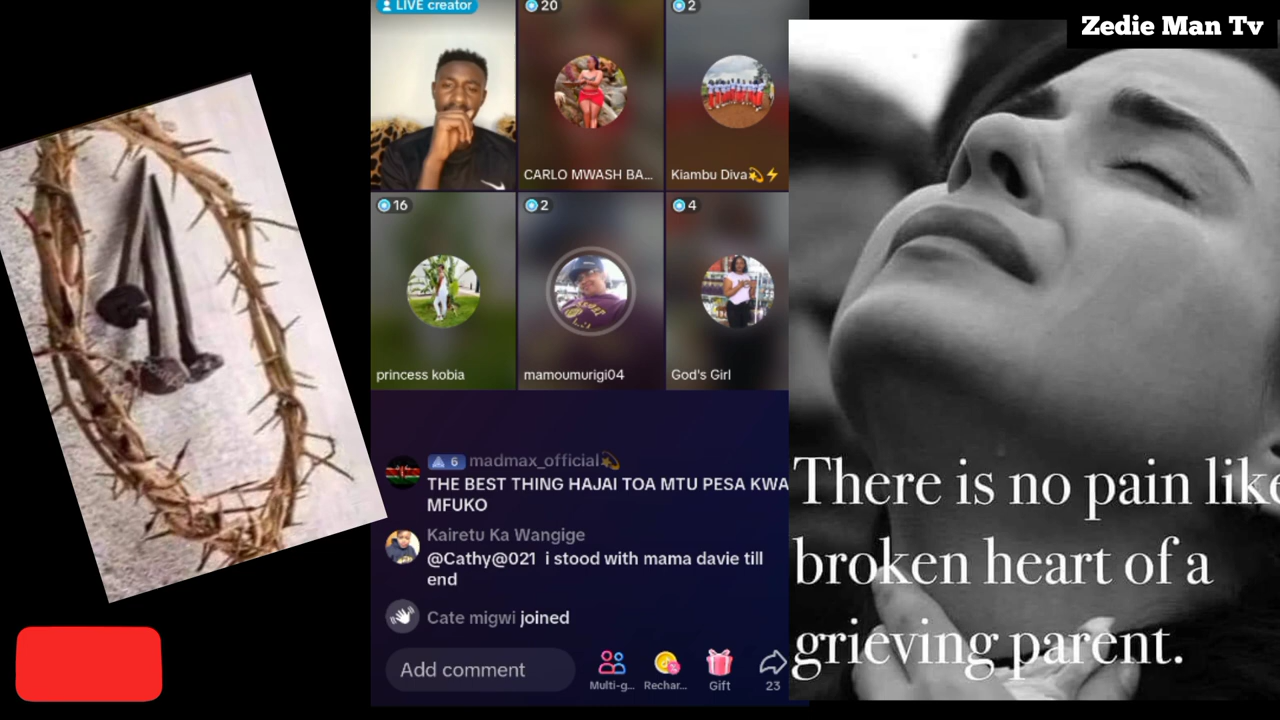 LIVE creator
20
2
Zedie Man Tv
CARLO MWASH BA...
Kiambu Diva💫⚡
16
2
4
princess kobia
mamoumurigi04
God's Girl
6 madmax_official💫
THE BEST THING HAJAI TOA MTU PESA KWA
MFUKO
Kairetu Ka Wangige
@Cathy@021 i stood with mama davie till
end
Cate migwi joined
Add comment
Multi-g...
Rechar...
Gift
23
There is no pain like
broken heart of a
grieving parent.